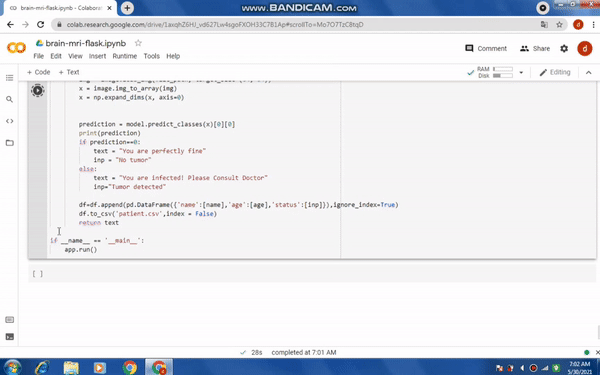 brain-mri-flask.ipynb - Colaborat
www.BANDICAM.com
colab.research.google.com/drive/1axqhZ6HJ_vd627Lw4sgoFXOH33C7B1Ap#scrollTo=Mo7O7TzC8tqD
brain-mri-flask.ipynb
Comment
Share
d
File Edit View Insert Runtime Tools Help
+ Code + Text
RAM
Disk
Editing
x = image.img_to_array(img)
x = np.expand_dims(x, axis=0)
prediction = model.predict_classes(x)[0][0]
print(prediction)
if prediction==0:
text = "You are perfectly fine"
inp = "No tumor"
else:
text = "You are infected! Please Consult Doctor"
inp="Tumor detected"
df=df.append(pd.DataFrame({'name':[name],'age':[age],'status':[inp]}),ignore_index=True)
df.to_csv('patient.csv',index = False)
return text
if __name__ == '__main__':
app.run()
[ ]
28s completed at 7:01 AM
7:02 AM
5/30/2021